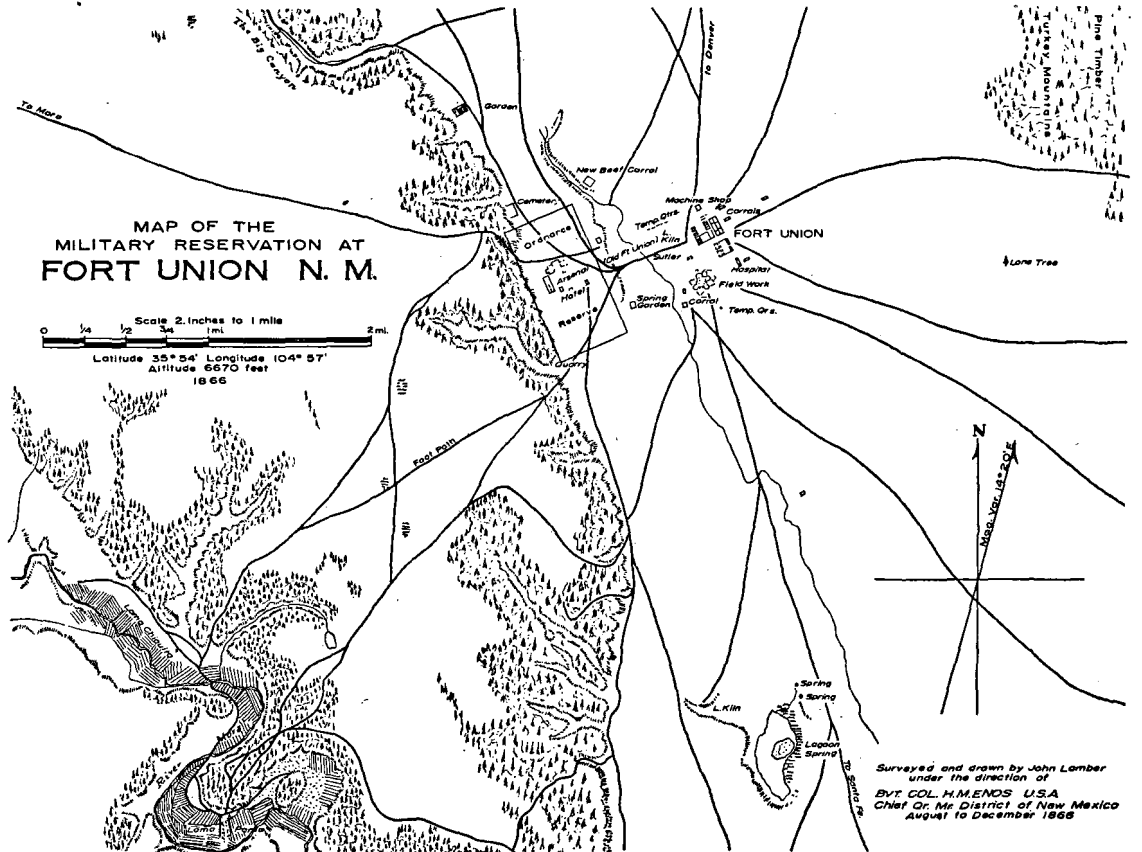 The Big Canyon
Pine Timber
Turkey Mountains
to Denver
To Mora
Garden
New Beef Corral
Cemeter.
Machine Shop
Corrals
Temp. Qtrs.
Ordnance
(Old Ft Union) Kiln
FORT UNION
Sutler
Lone Tree
Arsenal
Hospital
Hotel
Field Work
Spring
Garden
Corral
Temp. Qrs.
Reserve
Quarry
MAP OF THE
MILITARY RESERVATION AT
FORT UNION N. M.
Scale 2. inches to 1 mile
0 1/4 1/2 3/4 1 mi. 2 mi.
Latitude 35° 54' Longitude 104° 57'
Altitude 6670 feet
1866
Foot Path
N
Mag. Var. 14° 20' E
Loma Chiquita
L. Kiln
Spring
Spring
Lagoon
Spring
To Santa Fe
Loma Parda
Surveyed and drawn by John Lamber
under the direction of
BVT. COL. H.M. ENOS U.S.A
Chief Qr. Mr. District of New Mexico
August to December 1866